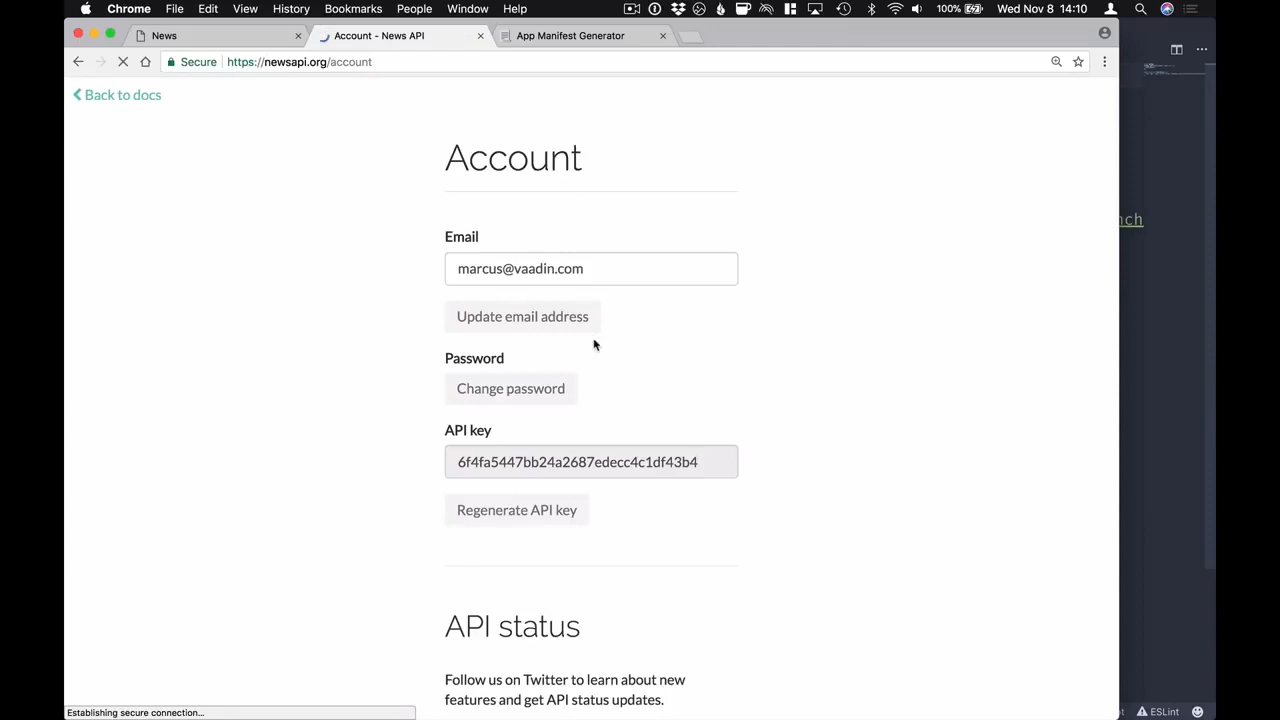 Chrome File Edit View History Bookmarks People Window Help 100% Wed Nov 8 14:10
News Account - News API App Manifest Generator
Secure https://newsapi.org/account
Back to docs
Account
Email
marcus@vaadin.com
Update email address
Password
Change password
API key
6f4fa5447bb24a2687edecc4c1df43b4
Regenerate API key
API status
Follow us on Twitter to learn about new
features and get API status updates.
Establishing secure connection...
nch
ESLint